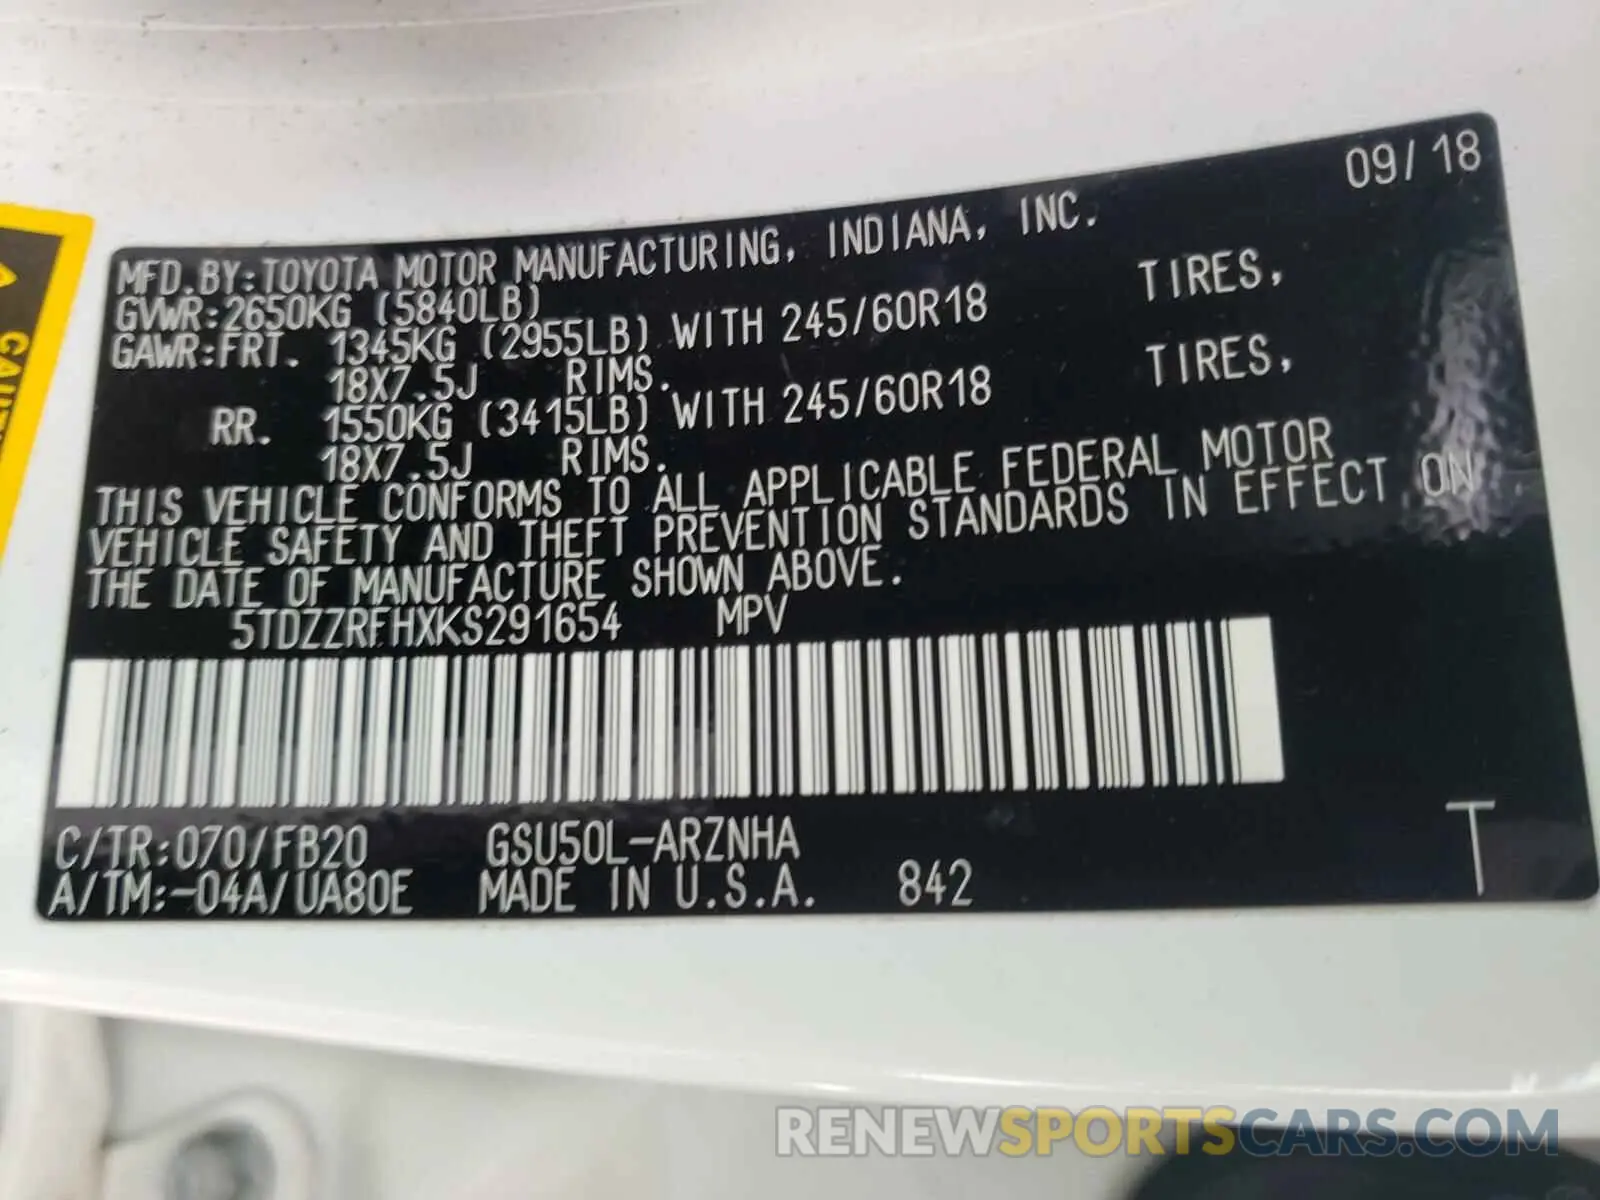 09/18
MFD.BY:TOYOTA MOTOR MANUFACTURING, INDIANA, INC.
GVWR:2650KG (5840LB)
GAWR:FRT. 1345KG (2955LB) WITH 245/60R18 TIRES,
18X7.5J RIMS.
RR. 1550KG (3415LB) WITH 245/60R18 TIRES,
18X7.5J RIMS.
THIS VEHICLE CONFORMS TO ALL APPLICABLE FEDERAL MOTOR
VEHICLE SAFETY AND THEFT PREVENTION STANDARDS IN EFFECT ON
THE DATE OF MANUFACTURE SHOWN ABOVE.
5TDZZRFHXKS291654 MPV
C/TR:070/FB20 GSU50L-ARZNHA
A/TM:-04A/UA80E MADE IN U.S.A. 842
T
RENEWSPORTSCARS.COM